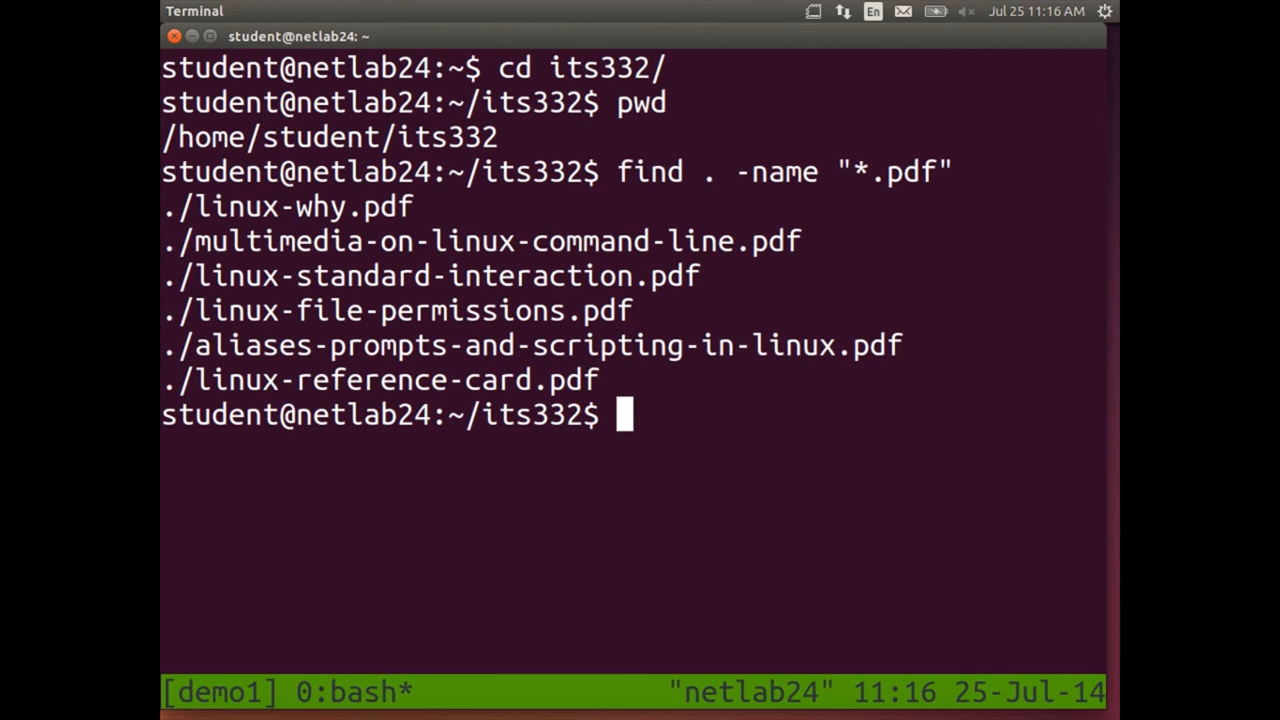 Terminal En Jul 25 11:16 AM
student@netlab24: ~
student@netlab24:~$ cd its332/
student@netlab24:~/its332$ pwd
/home/student/its332
student@netlab24:~/its332$ find . -name "*.pdf"
./linux-why.pdf
./multimedia-on-linux-command-line.pdf
./linux-standard-interaction.pdf
./linux-file-permissions.pdf
./aliases-prompts-and-scripting-in-linux.pdf
./linux-reference-card.pdf
student@netlab24:~/its332$
[demo1] 0:bash* "netlab24" 11:16 25-Jul-14